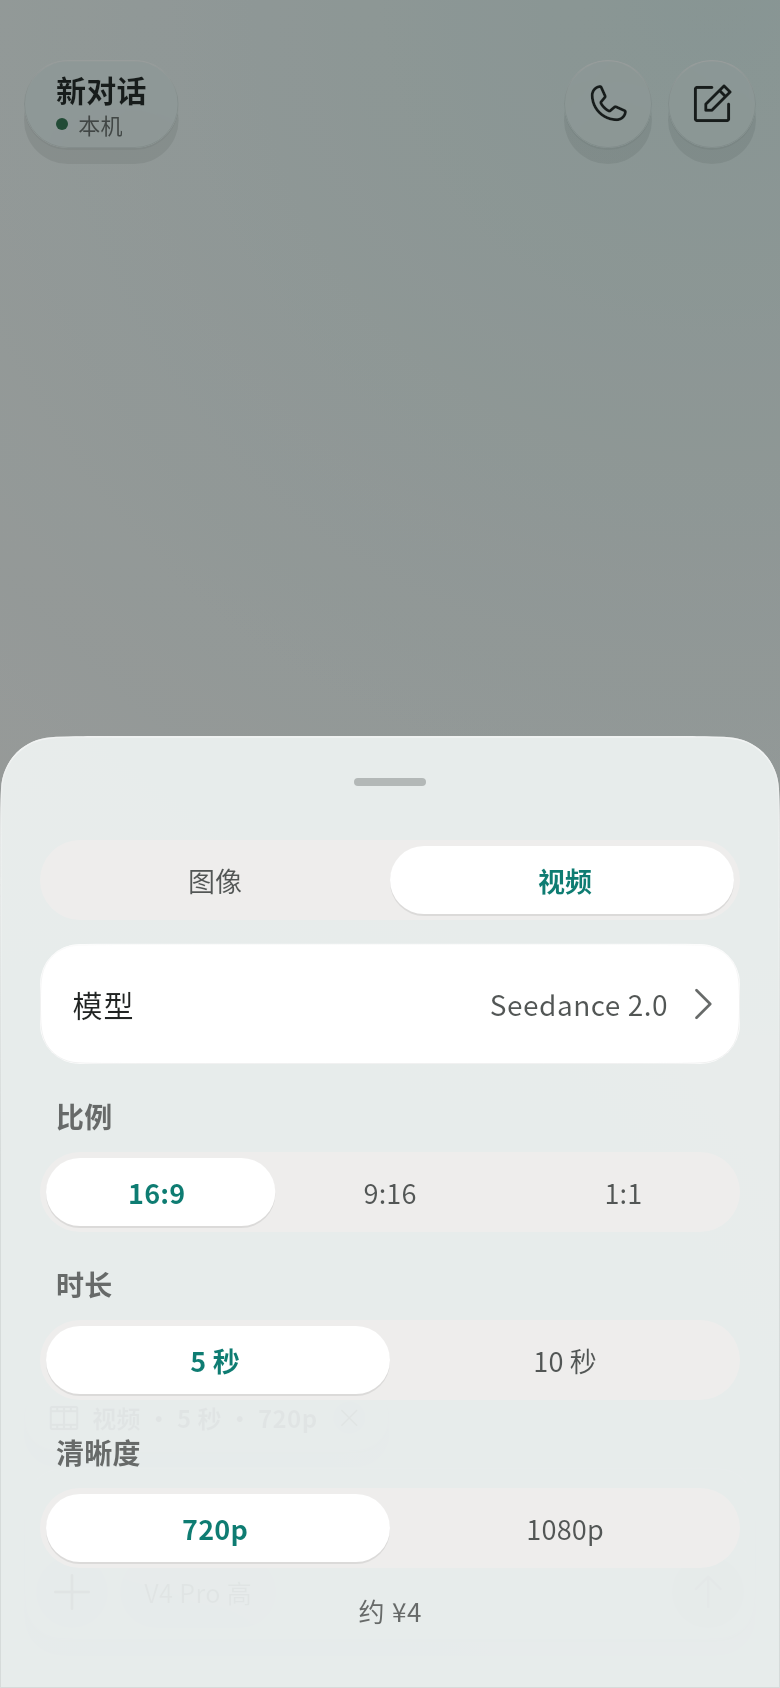 新对话
本机
图像 视频
模型 Seedance 2.0
比例
16:9 9:16 1:1
时长
5 秒 10 秒
视频 · 5 秒 · 720p
清晰度
720p 1080p
V4 Pro 高
约 ¥4